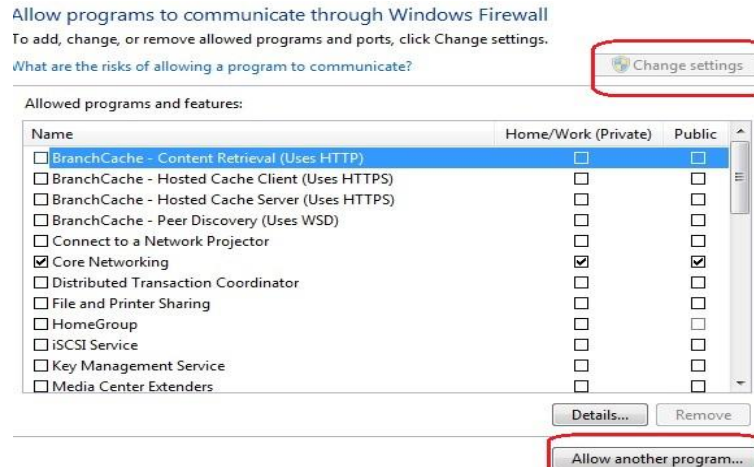 Allow programs to communicate through Windows Firewall
To add, change, or remove allowed programs and ports, click Change settings.
What are the risks of allowing a program to communicate?
Change settings
Allowed programs and features:
Name Home/Work (Private) Public
BranchCache - Content Retrieval (Uses HTTP)
BranchCache - Hosted Cache Client (Uses HTTPS)
BranchCache - Hosted Cache Server (Uses HTTPS)
BranchCache - Peer Discovery (Uses WSD)
Connect to a Network Projector
Core Networking
Distributed Transaction Coordinator
File and Printer Sharing
HomeGroup
iSCSI Service
Key Management Service
Media Center Extenders
Details... Remove
Allow another program...